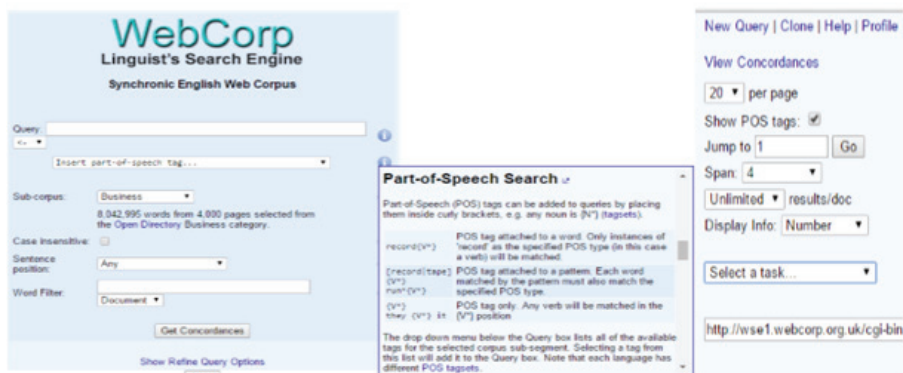 WebCorp
Linguist's Search Engine
Synchronic English Web Corpus
Query:
<-
Insert part-of-speech tag...
Sub-corpus: Business
8,042,995 words from 4,000 pages selected from
the Open Directory Business category.
Case Insensitive:
Sentence position: Any
Word Filter:
Document
Get Concordances
Show Refine Query Options
Part-of-Speech Search
Part-of-Speech (POS) tags can be added to queries by placing
them inside curly brackets, e.g. any noun is {N*} (tagsets).
record{V*}
POS tag attached to a word. Only instances of
'record' as the specified POS type (in this case
a verb) will be matched.
[record|tape]
{V*}
run*{V*}
POS tag attached to a pattern. Each word
matched by the pattern must also match the
specified POS type.
{V*}
they {V*} it
POS tag only. Any verb will be matched in the
{V*} position
The drop down menu below the Query box lists all of the available
tags for the selected corpus sub-segment. Selecting a tag from
this list will add it to the Query box. Note that each language has
different POS tagsets.
New Query | Clone | Help | Profile
View Concordances
20 per page
Show POS tags:
Jump to 1 Go
Span: 4
Unlimited results/doc
Display Info: Number
Select a task...
http://wse1.webcorp.org.uk/cgi-bin